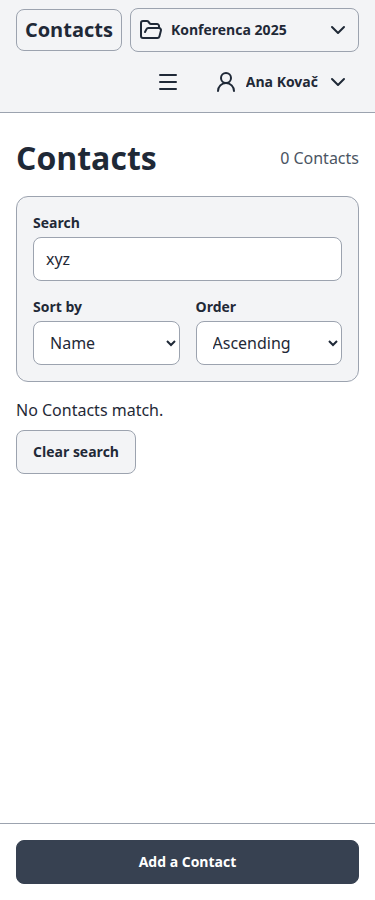 Contacts
Konferenca 2025
Ana Kovač
Contacts
0 Contacts
Search
xyz
Sort by
Order
Name
Ascending
No Contacts match.
Clear search
Add a Contact